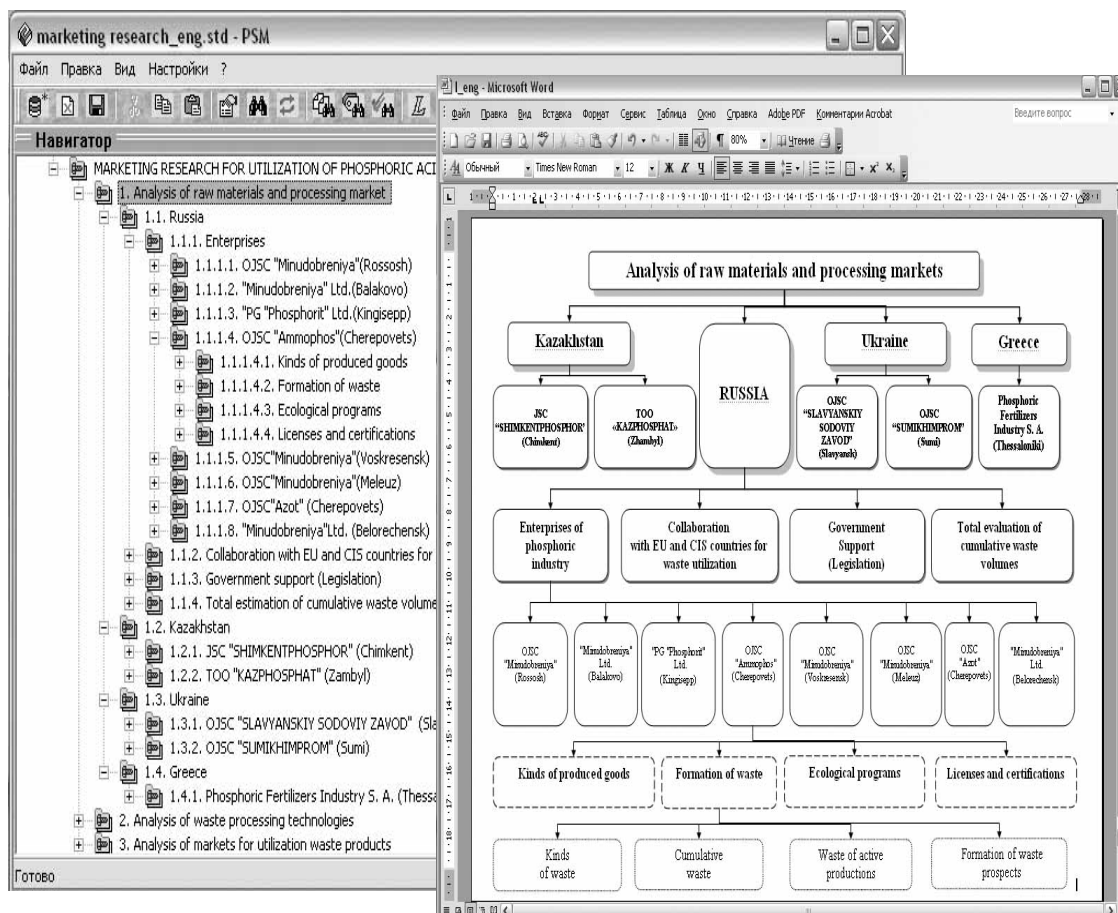 marketing research_eng.std - PSM
Файл Правка Вид Настройки ?
Навигатор
MARKETING RESEARCH FOR UTILIZATION OF PHOSPHORIC ACI
1. Analysis of raw materials and processing market
1.1. Russia
1.1.1. Enterprises
1.1.1.1. OJSC "Minudobreniya"(Rossosh)
1.1.1.2. "Minudobreniya" Ltd.(Balakovo)
1.1.1.3. "PG "Phosphorit" Ltd.(Kingisepp)
1.1.1.4. OJSC "Ammophos"(Cherepovets)
1.1.1.4.1. Kinds of produced goods
1.1.1.4.2. Formation of waste
1.1.1.4.3. Ecological programs
1.1.1.4.4. Licenses and certifications
1.1.1.5. OJSC"Minudobreniya"(Voskresensk)
1.1.1.6. OJSC"Minudobreniya"(Meleuz)
1.1.1.7. OJSC"Azot" (Cherepovets)
1.1.1.8. "Minudobreniya"Ltd. (Belorechensk)
1.1.2. Collaboration with EU and CIS countries for
1.1.3. Government support (Legislation)
1.1.4. Total estimation of cumulative waste volume
1.2. Kazakhstan
1.2.1. JSC "SHIMKENTPHOSPHOR" (Chimkent)
1.2.2. TOO "KAZPHOSPHAT" (Zambyl)
1.3. Ukraine
1.3.1. OJSC "SLAVYANSKIY SODOVIY ZAVOD" (Sla
1.3.2. OJSC "SUMIKHIMPROM" (Sumi)
1.4. Greece
1.4.1. Phosphoric Fertilizers Industry S. A. (Thessa
2. Analysis of waste processing technologies
3. Analysis of markets for utilization waste products
Готово
l_eng - Microsoft Word
Файл Правка Вид Вставка Формат Сервис Таблица Окно Справка Adobe PDF Комментарии Acrobat
Введите вопрос
80% Чтение
Обычный Times New Roman 12 Ж К Ч
Analysis of raw materials and processing markets
Kazakhstan
RUSSIA
Ukraine
Greece
JSC
"SHIMKENTPHOSPHOR"
(Chimkent)
TOO
«KAZPHOSPHAT»
(Zhambyl)
OJSC
"SLAVYANSKIY
SODOVIY
ZAVOD"
(Slavyansk)
OJSC
"SUMIKHIMPROM"
(Sumi)
Phosphoric
Fertilizers
Industry S. A.
(Thessaloniki)
Enterprises of
phosphoric
industry
Collaboration
with EU and CIS countries for
waste utilization
Government
Support
(Legislation)
Total evaluation of
cumulative waste
volumes
OJSC
"Minudobreniya"
(Rossosh)
"Minudobreniya"
Ltd.
(Balakovo)
"PG "Phosphorit"
Ltd.
(Kingisepp)
OJSC
"Ammophos"
(Cherepovets)
OJSC
"Minudobreniya"
(Voskresensk)
OJSC
"Minudobreniya"
(Meleuz)
OJSC
"Azot"
(Cherepovets)
"Minudobreniya"
Ltd.
(Belorechensk)
Kinds of produced goods
Formation of waste
Ecological programs
Licenses and certifications
Kinds
of waste
Cumulative
waste
Waste of active
productions
Formation of waste
prospects